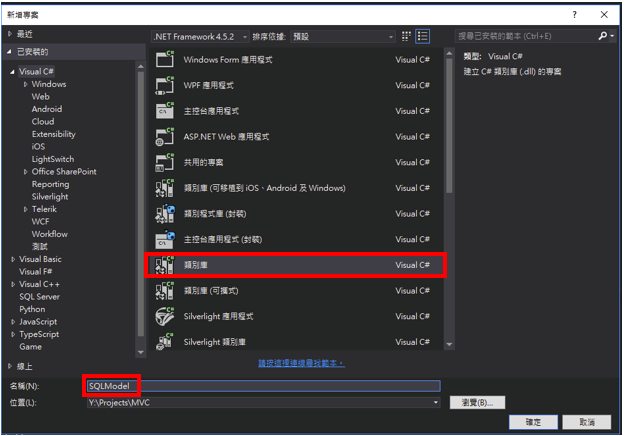 新增專案
? ×
最近
.NET Framework 4.5.2 排序依據: 預設
搜尋已安裝的範本 (Ctrl+E)
已安裝的
Visual C#
Windows
Web
Android
Cloud
Extensibility
iOS
LightSwitch
Office SharePoint
Reporting
Silverlight
Telerik
WCF
Workflow
測試
Visual Basic
Visual F#
Visual C++
SQL Server
Python
JavaScript
TypeScript
Game
線上
Windows Form 應用程式 Visual C#
WPF 應用程式 Visual C#
主控台應用程式 Visual C#
ASP.NET Web 應用程式 Visual C#
共用的專案 Visual C#
類別庫 (可移植到 iOS、Android 及 Windows) Visual C#
類別程式庫 (封裝) Visual C#
主控台應用程式 (封裝) Visual C#
類別庫 Visual C#
類別庫 (可攜式) Visual C#
Silverlight 應用程式 Visual C#
Silverlight 類別庫 Visual C#
請按這裡線上搜尋範本。
類型: Visual C#
建立 C# 類別庫 (.dll) 的專案
名稱(N): SQLModel
位置(L): Y:\Projects\MVC
瀏覽(B)...
確定 取消